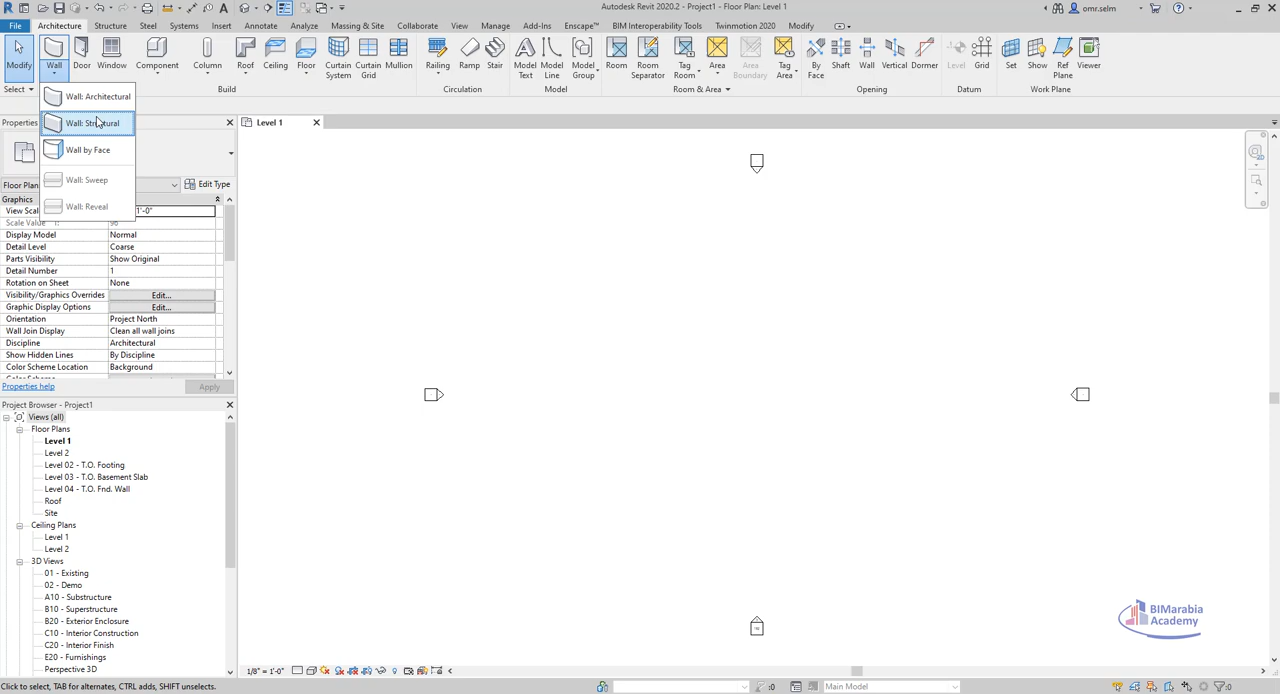 Autodesk Revit 2020.2 - Project1 - Floor Plan: Level 1
omr.selm
File Architecture Structure Steel Systems Insert Annotate Analyze Massing & Site Collaborate View Manage Add-Ins Enscape™ BIM Interoperability Tools Twinmotion 2020 Modify
Modify Wall Door Window Component Column Roof Ceiling Floor Curtain System Curtain Grid Mullion Railing Ramp Stair Model Text Model Line Model Group Room Room Separator Tag Room Area Area Boundary Tag Area By Face Shaft Wall Vertical Dormer Level Grid Set Show Ref Plane Viewer
Select Build Circulation Model Room & Area Opening Datum Work Plane
Wall: Architectural
Wall: Structural
Wall by Face
Wall: Sweep
Wall: Reveal
Properties
Level 1
Floor Plan
Edit Type
Graphics
View Scale 1'-0"
Scale Value 1: 96
Display Model Normal
Detail Level Coarse
Parts Visibility Show Original
Detail Number 1
Rotation on Sheet None
Visibility/Graphics Overrides Edit...
Graphic Display Options Edit...
Orientation Project North
Wall Join Display Clean all wall joins
Discipline Architectural
Show Hidden Lines By Discipline
Color Scheme Location Background
Properties help Apply
Project Browser - Project1
Views (all)
Floor Plans
Level 1
Level 2
Level 02 - T.O. Footing
Level 03 - T.O. Basement Slab
Level 04 - T.O. Fnd. Wall
Roof
Site
Ceiling Plans
Level 1
Level 2
3D Views
01 - Existing
02 - Demo
A10 - Substructure
B10 - Superstructure
B20 - Exterior Enclosure
C10 - Interior Construction
C20 - Interior Finish
E20 - Furnishings
Perspective 3D
BIMarabia
Academy
1/8" = 1'-0"
Click to select, TAB for alternates, CTRL adds, SHIFT unselects.
:0
Main Model
:0